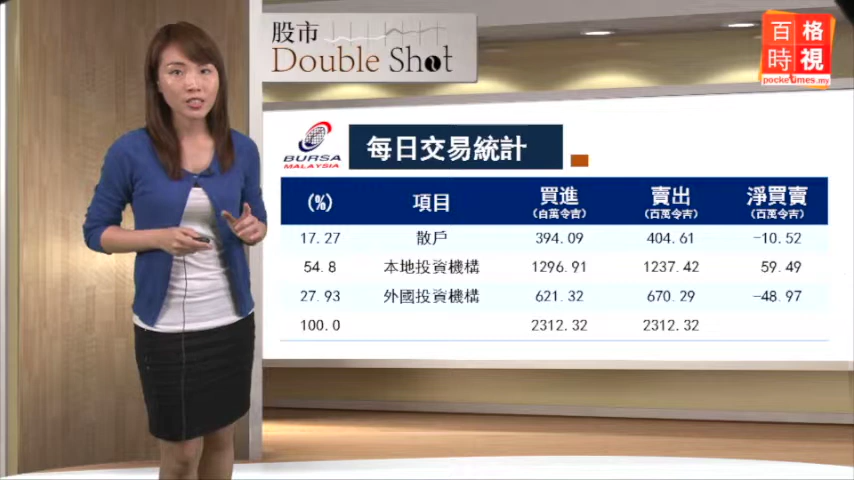 股市
Double Shot
百格
時視
pocketimes.my
BURSA
MALAYSIA
每日交易統計
(%) 項目 買進 賣出 淨買賣
(百萬令吉) (百萬令吉) (百萬令吉)
17.27 散戶 394.09 404.61 -10.52
54.8 本地投資機構 1296.91 1237.42 59.49
27.93 外國投資機構 621.32 670.29 -48.97
100.0 2312.32 2312.32